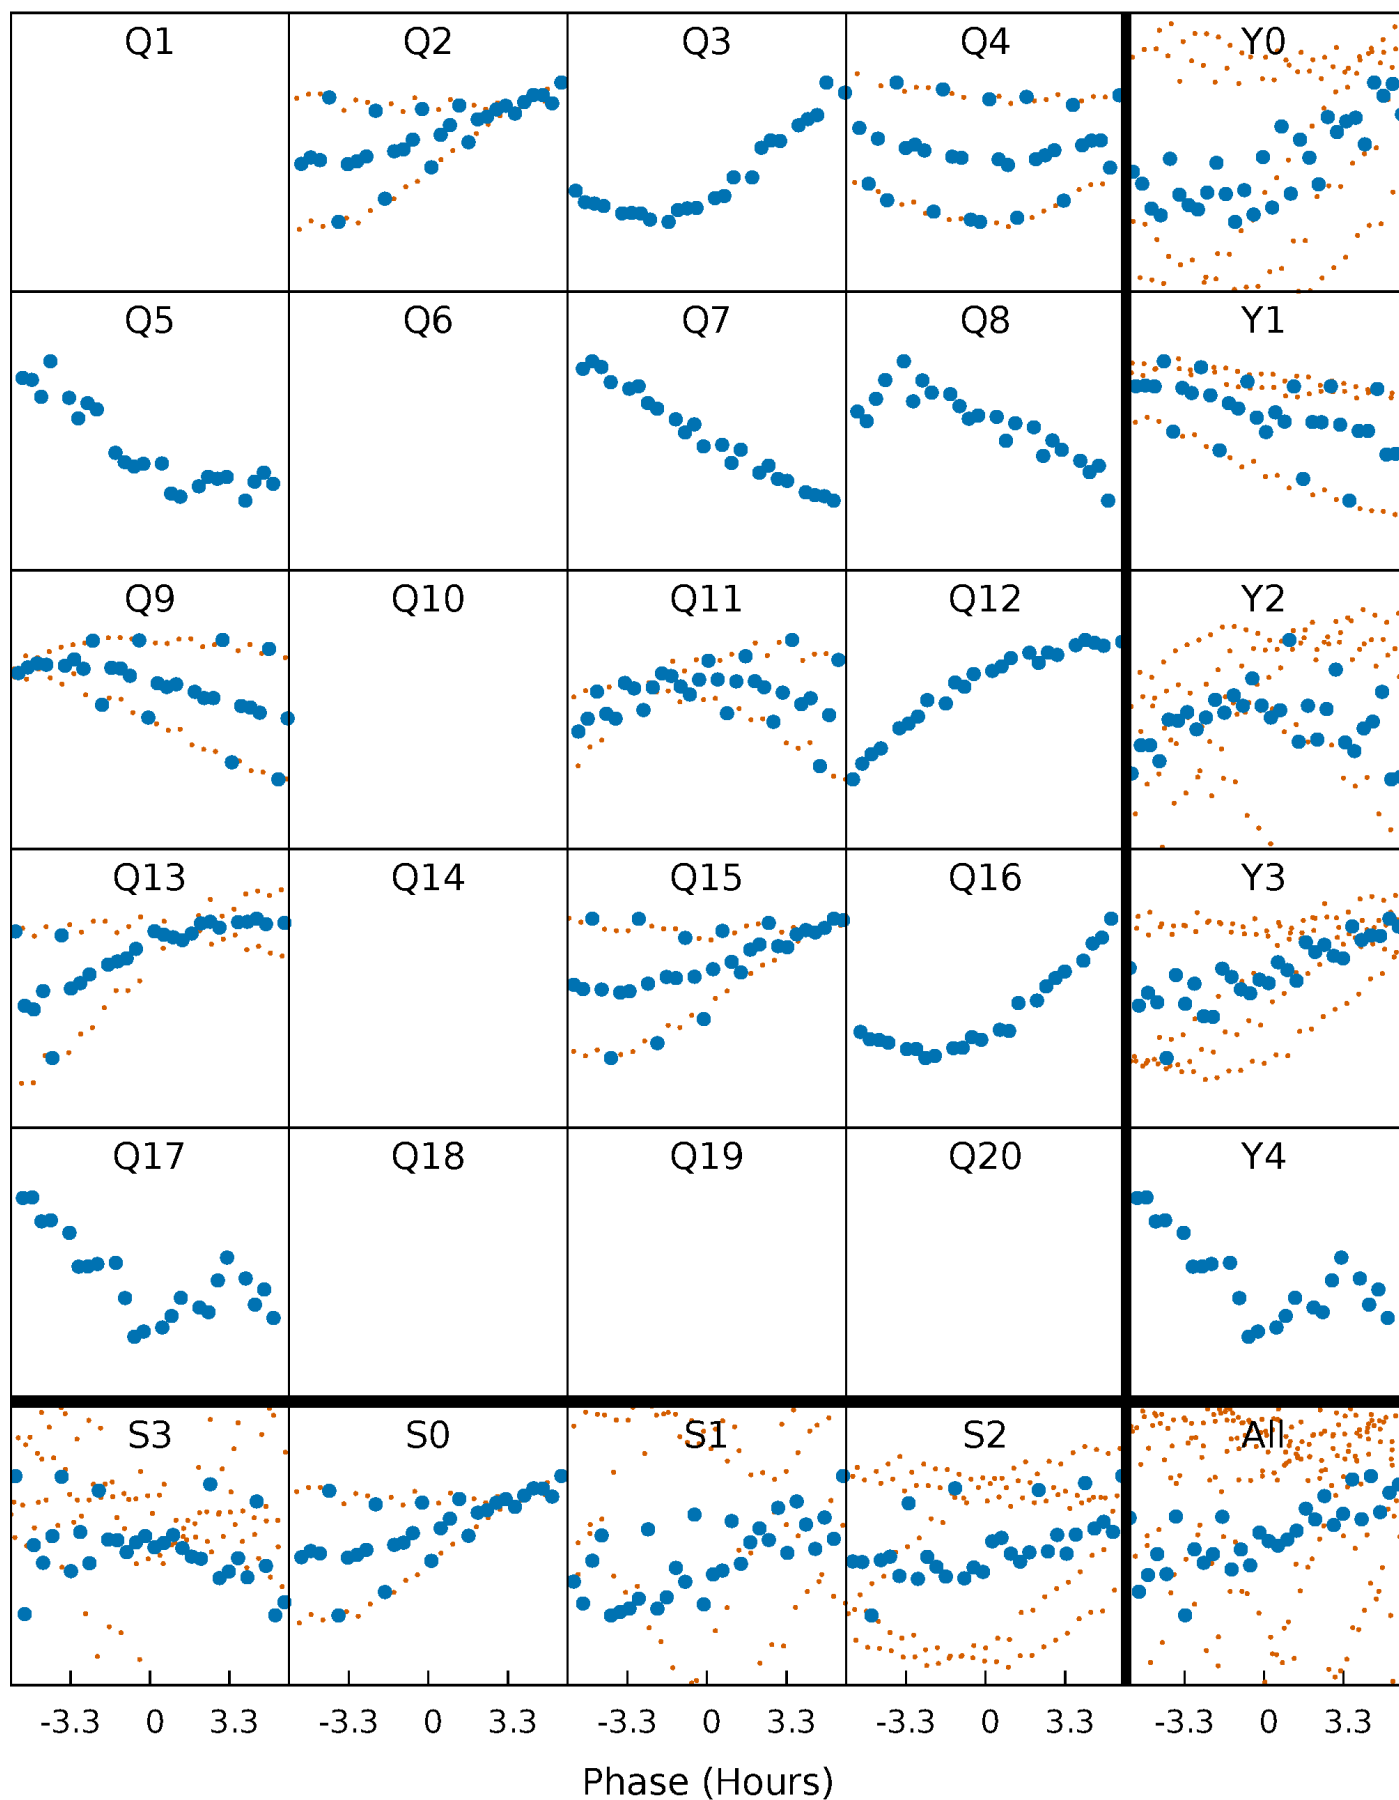 Q1 Q2 Q3 Q4 Y0
Q5 Q6 Q7 Q8 Y1
Q9 Q10 Q11 Q12 Y2
Q13 Q14 Q15 Q16 Y3
Q17 Q18 Q19 Q20 Y4
S3 S0 S1 S2 All
-3.3 0 3.3 -3.3 0 3.3 -3.3 0 3.3 -3.3 0 3.3 -3.3 0 3.3
Phase (Hours)